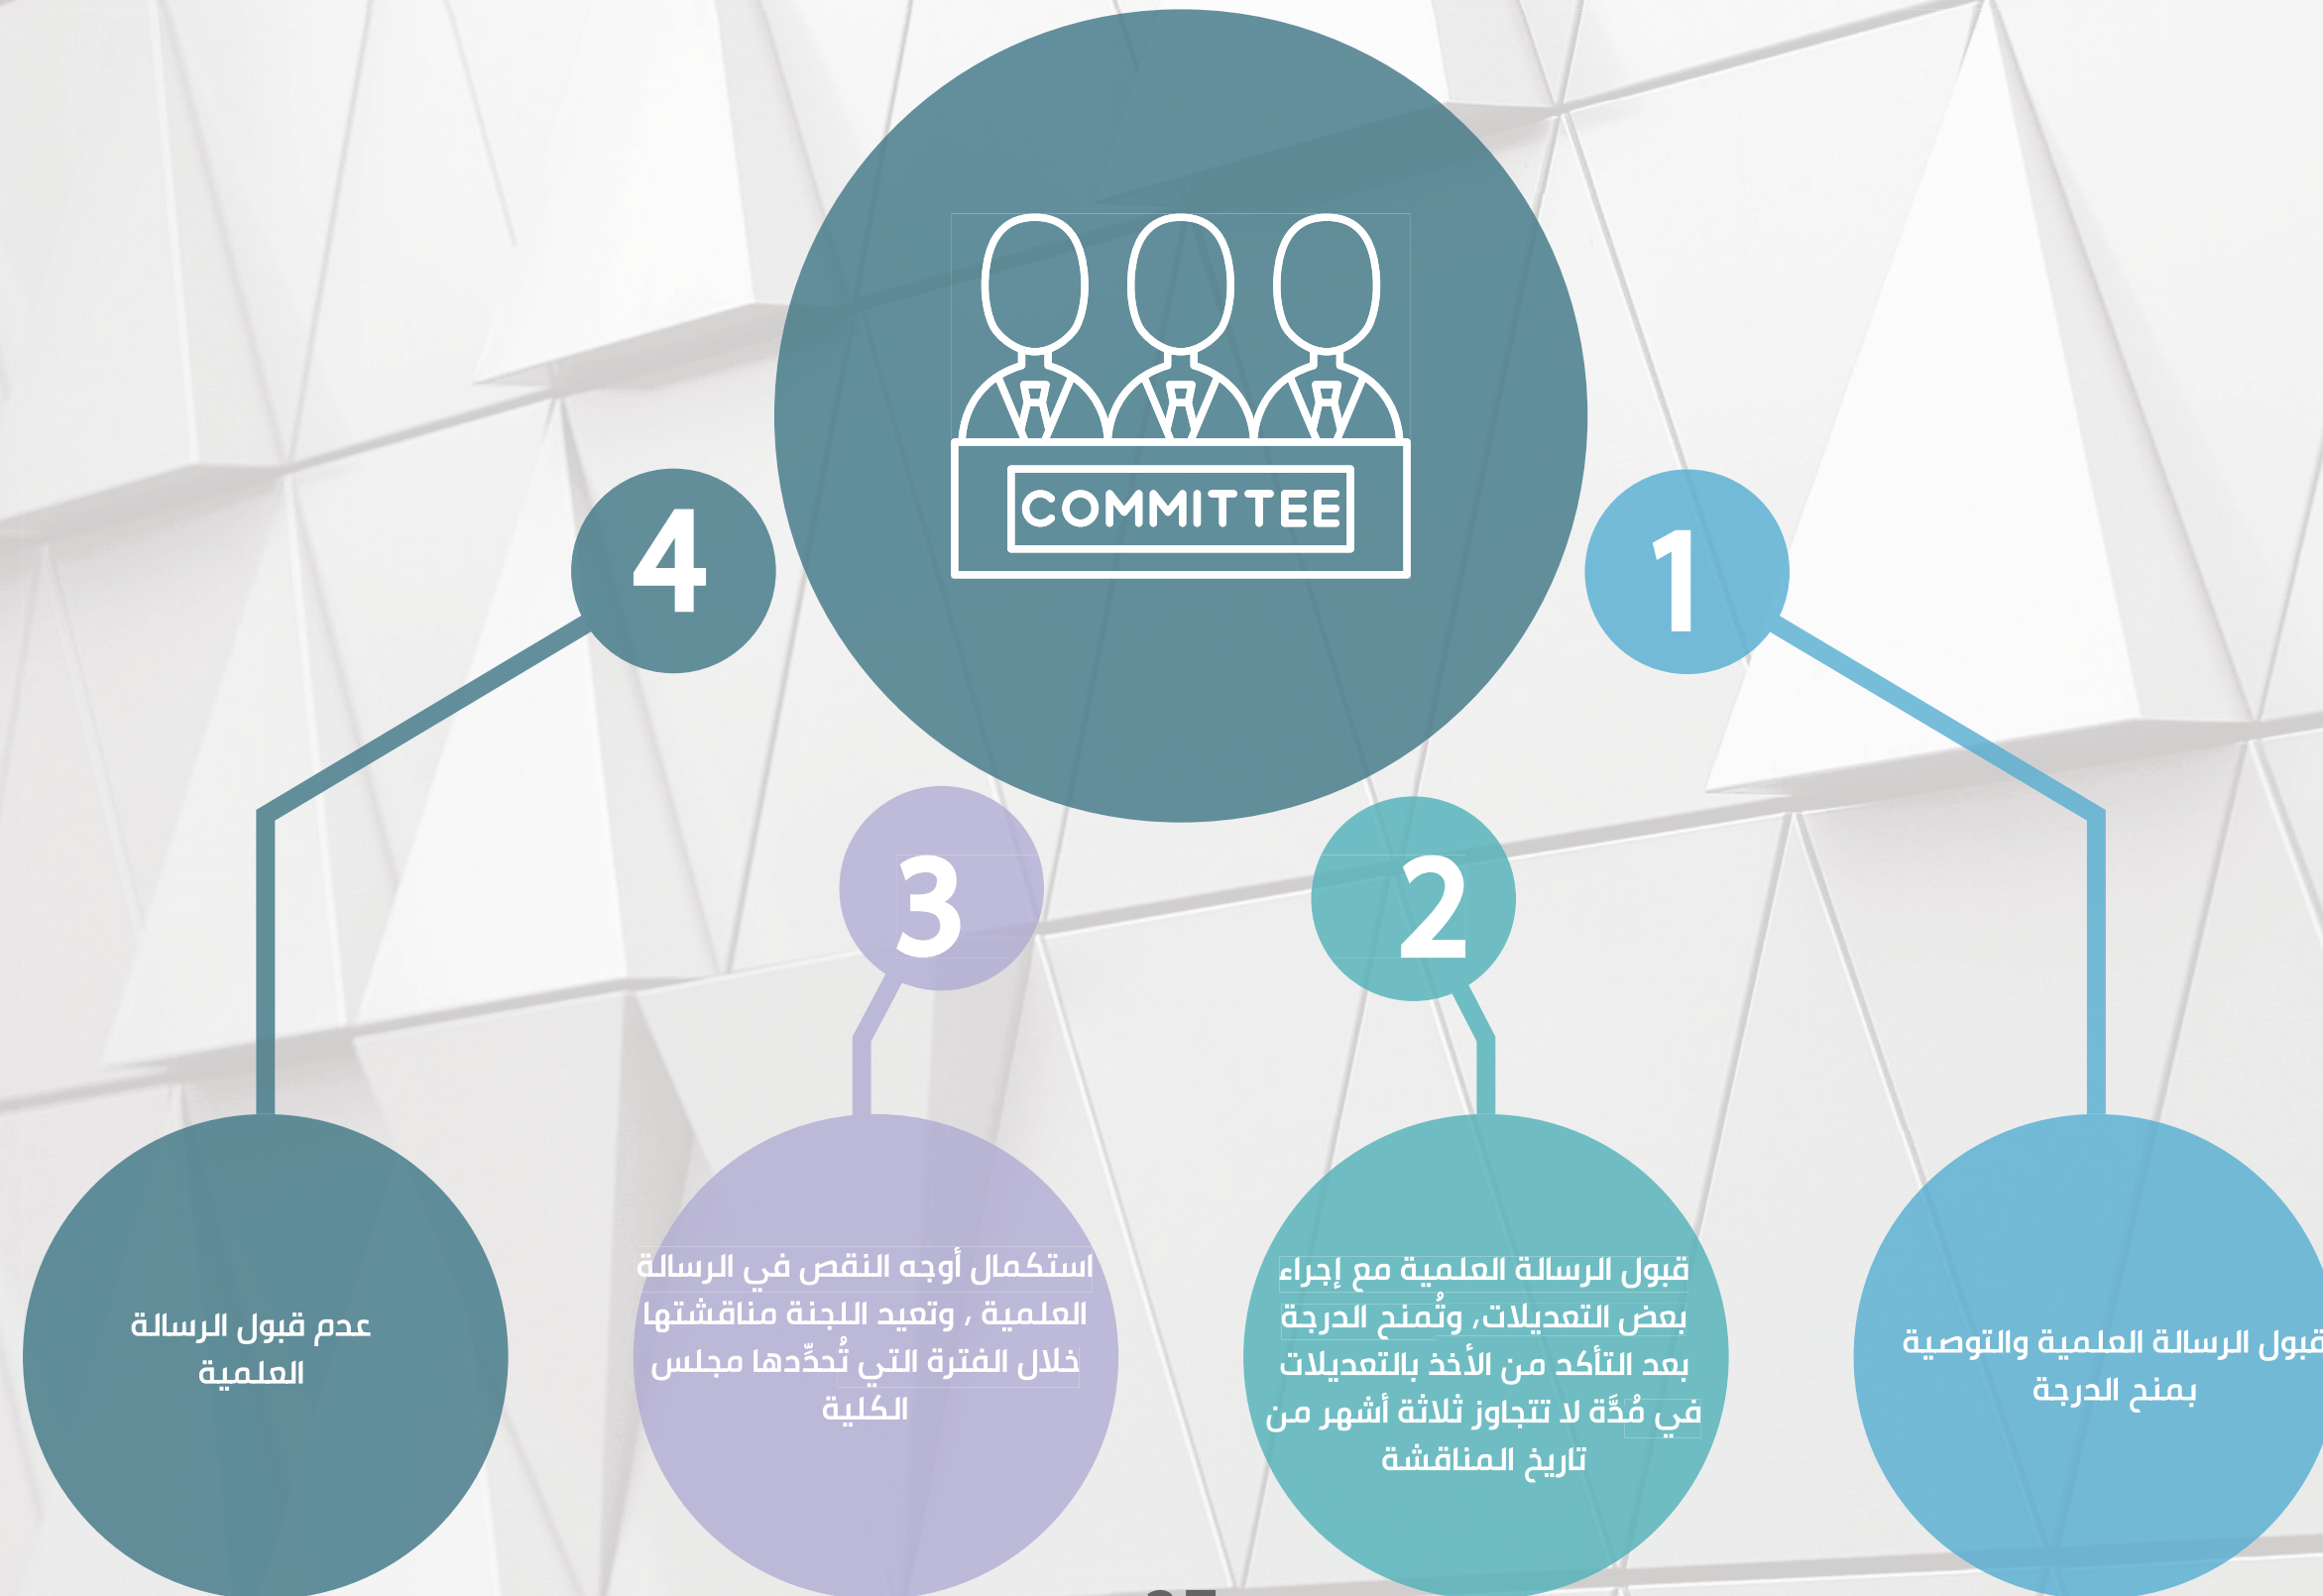 COMMITTEE
1
قبول الرسالة العلمية والتوصية
بمنح الدرجة
2
قبول الرسالة العلمية مع إجراء
بعض التعديلات، وتُمنح الدرجة
بعد التأكد من الأخذ بالتعديلات
في مُدَّة لا تتجاوز ثلاثة أشهر من
تاريخ المناقشة
3
استكمال أوجه النقص في الرسالة
العلمية ، وتعيد اللجنة مناقشتها
خلال الفترة التي تُحدِّدها مجلس
الكلية
4
عدم قبول الرسالة
العلمية